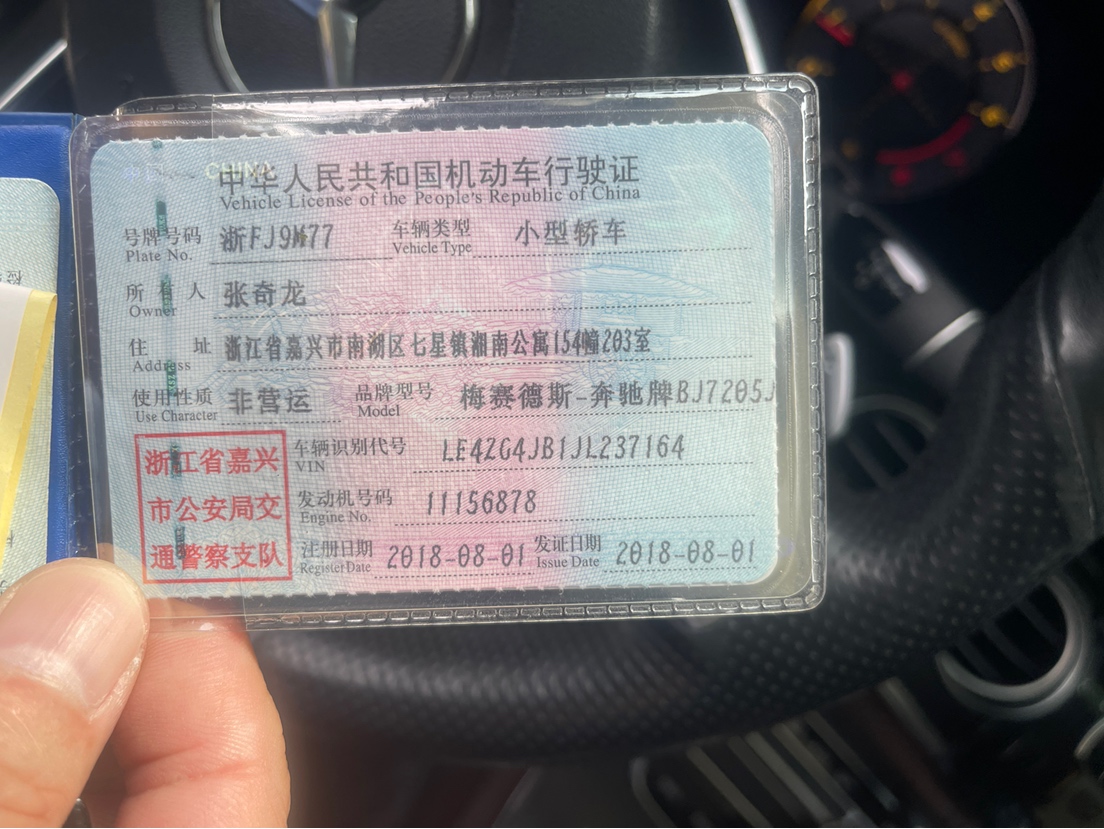 CHINA
中华人民共和国机动车行驶证
Vehicle License of the People's Republic of China
号牌号码 浙FJ9M77 车辆类型 小型轿车
Plate No. Vehicle Type
所有人 张奇龙
Owner
住址 浙江省嘉兴市南湖区七星镇湘南公寓154幢203室
Address
使用性质 非营运 品牌型号 梅赛德斯-奔驰牌BJ7205J
Use Character Model
浙江省嘉兴 车辆识别代号 LE4ZG4JB1JL237164
VIN
市公安局交 发动机号码 11156878
Engine No.
通警察支队 注册日期 2018-08-01 发证日期 2018-08-01
Register Date Issue Date